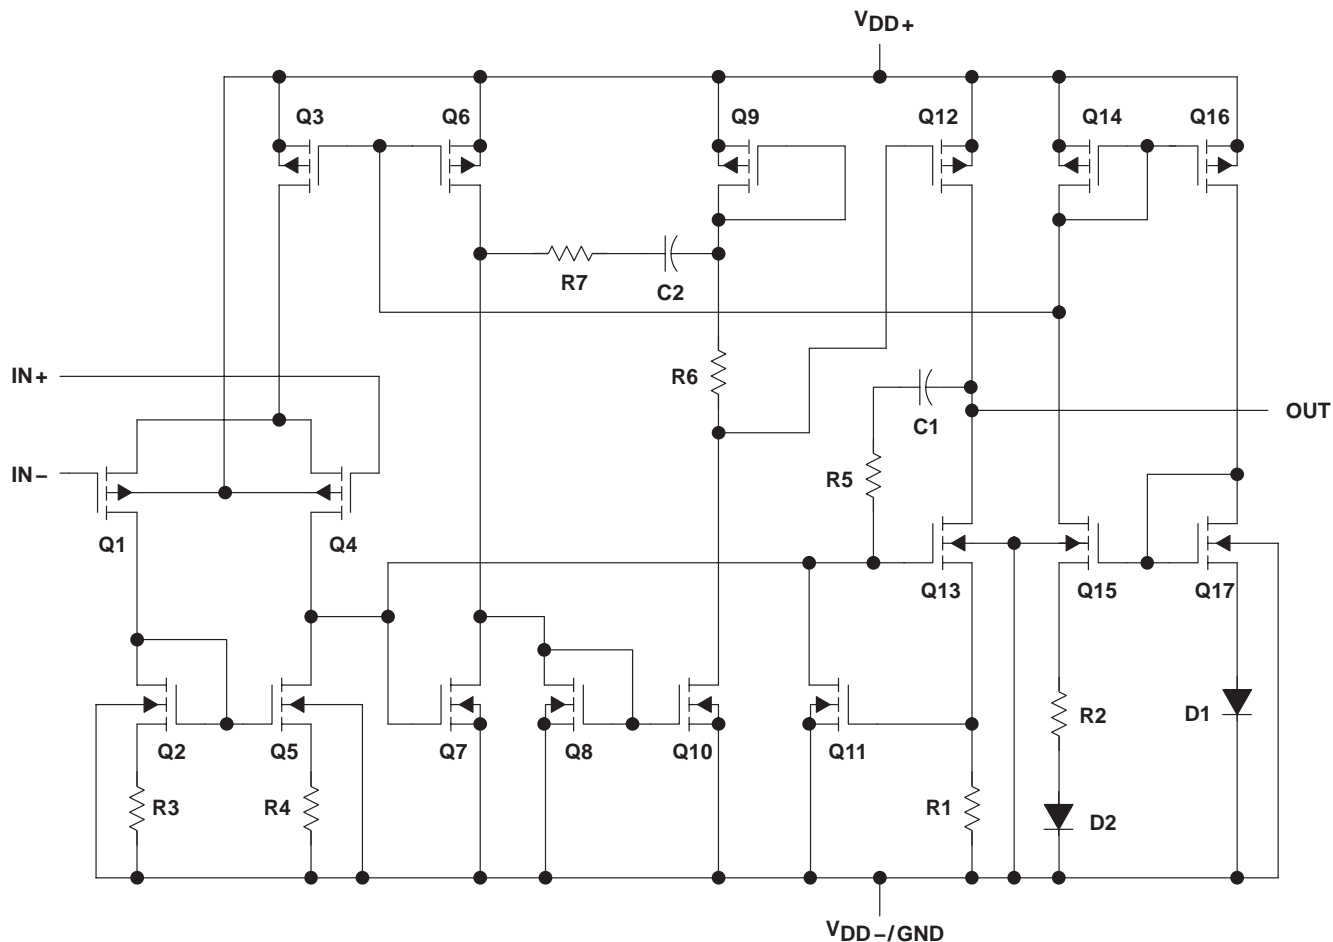 VDD+
Q3 Q6 Q9 Q12 Q14 Q16
R7
C2
IN+
R6
OUT
C1
IN−
R5
Q1 Q4
Q13 Q15 Q17
R2
D1
Q2 Q5 Q7 Q8 Q10 Q11
R3 R4 R1
D2
VDD−/GND